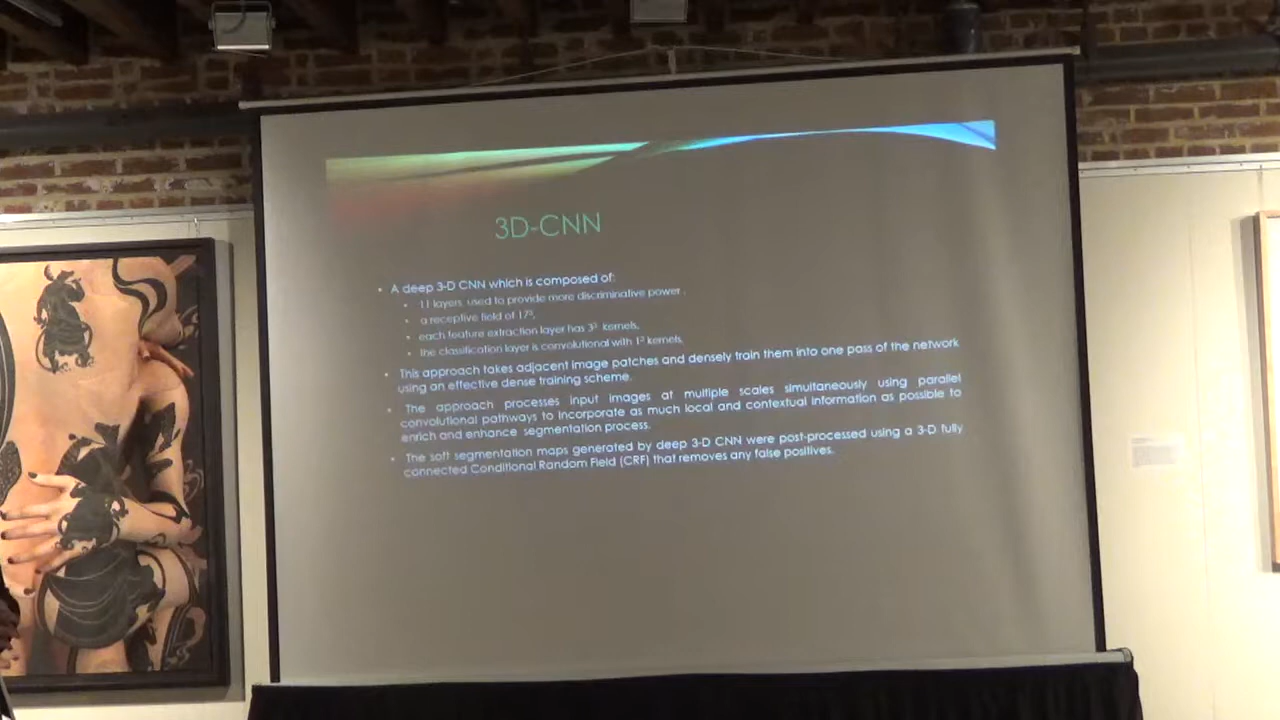 3D-CNN
• A deep 3-D CNN which is composed of:
• 11 layers used to provide more discriminative power .
• a receptive field of 17³,
• each feature extraction layer has 3³ kernels,
• the classification layer is convolutional with 1³ kernels.
• This approach takes adjacent image patches and densely train them into one pass of the network
using an effective dense training scheme.
• The approach processes input images at multiple scales simultaneously using parallel
convolutional pathways to incorporate as much local and contextual information as possible to
enrich and enhance segmentation process.
• The soft segmentation maps generated by deep 3-D CNN were post-processed using a 3-D fully
connected Conditional Random Field (CRF) that removes any false positives.